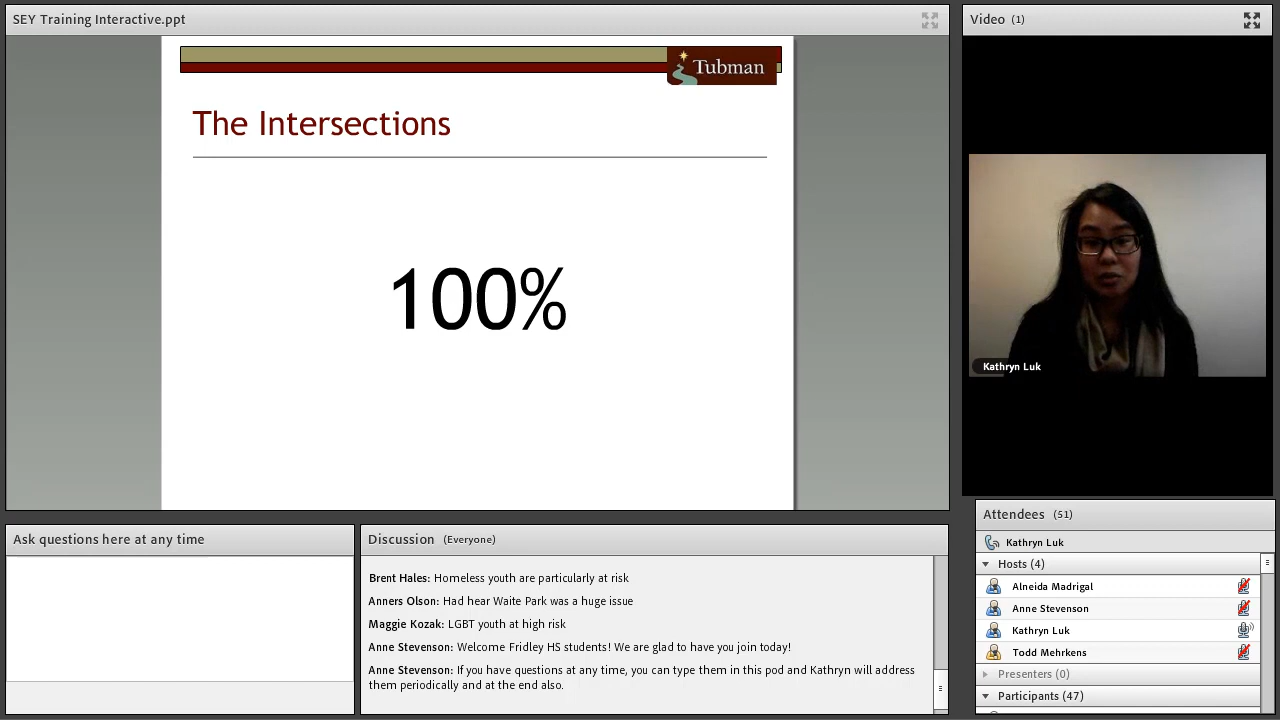 SEY Training Interactive.ppt
Tubman
The Intersections
100%
Video (1)
Kathryn Luk
Attendees (51)
Kathryn Luk
Hosts (4)
Alneida Madrigal
Anne Stevenson
Kathryn Luk
Todd Mehrkens
Presenters (0)
Participants (47)
Ask questions here at any time
Discussion (Everyone)
Brent Hales: Homeless youth are particularly at risk
Anners Olson: Had hear Waite Park was a huge issue
Maggie Kozak: LGBT youth at high risk
Anne Stevenson: Welcome Fridley HS students! We are glad to have you join today!
Anne Stevenson: If you have questions at any time, you can type them in this pod and Kathryn will address
them periodically and at the end also.